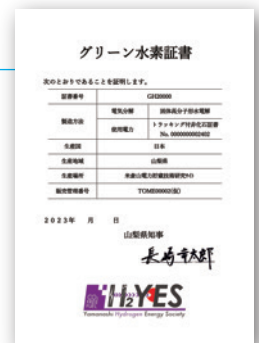 グリーン水素証書
次のとおりであることを証明します。
証書番号 GH20000
製造方法 電気分解 固体高分子形水電解
使用電力 トラッキング付非化石証書
No. 0000000002402
生産国 日本
生産地域 山梨県
生産場所 米倉山電力貯蔵技術研究サイト
販売管理番号 TOME00002(仮)
2023年 月 日
山梨県知事
長崎幸太郎
H2YES
Yamanashi Hydrogen Energy Society